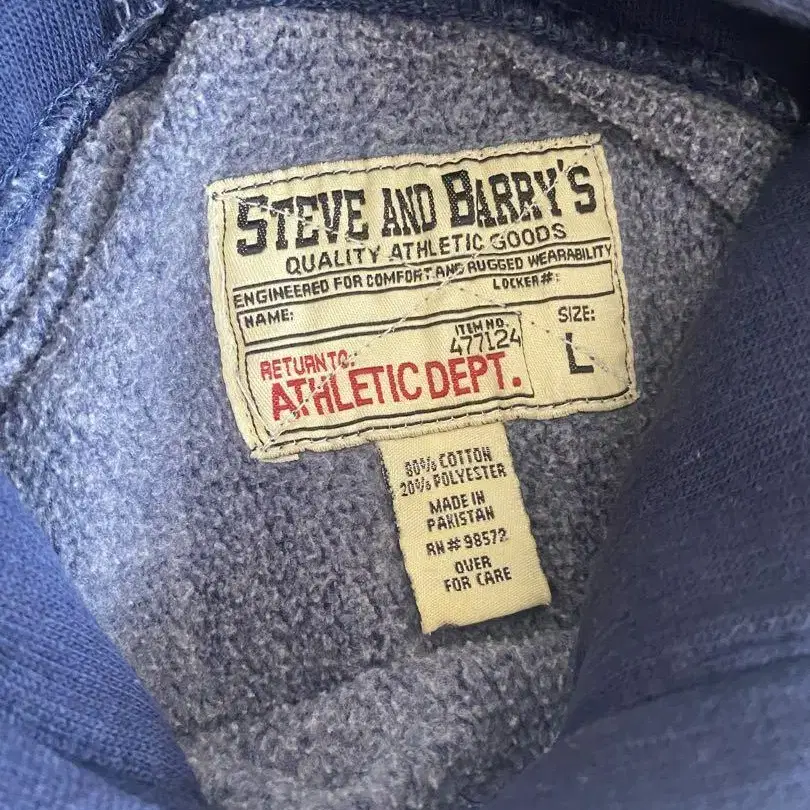 STEVE AND BARRY'S
QUALITY ATHLETIC GOODS
ENGINEERED FOR COMFORT AND RUGGED WEARABILITY
NAME:
LOCKER#:
ITEM NO.
477124
SIZE:
L
RETURN TO:
ATHLETIC DEPT.
80% COTTON
20% POLYESTER
MADE IN
PAKISTAN
RN # 98572
OVER
FOR CARE